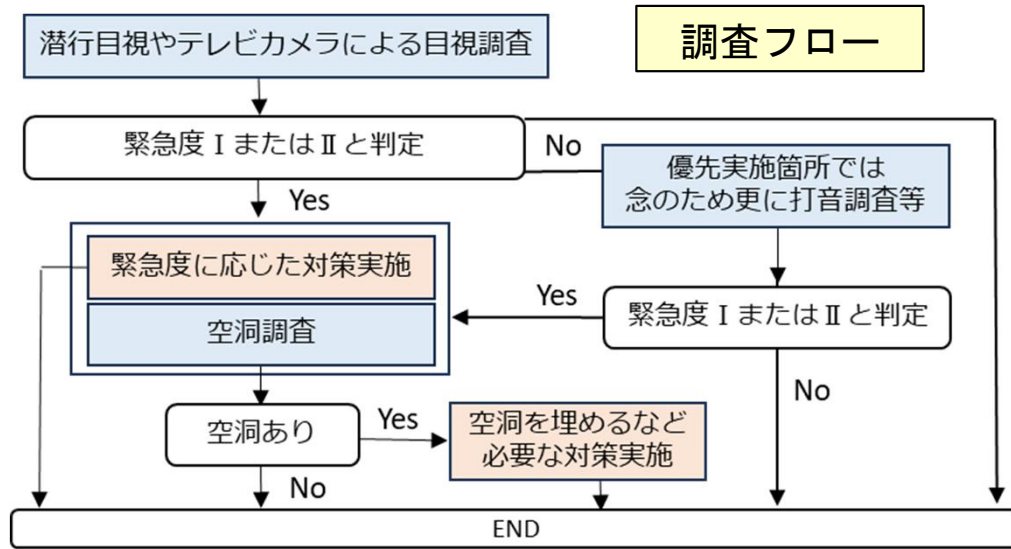 調査フロー
潜行目視やテレビカメラによる目視調査
緊急度ⅠまたはⅡと判定
No
Yes
優先実施箇所では
念のため更に打音調査等
緊急度に応じた対策実施
空洞調査
Yes
緊急度ⅠまたはⅡと判定
No
空洞あり
Yes
空洞を埋めるなど
必要な対策実施
No
END